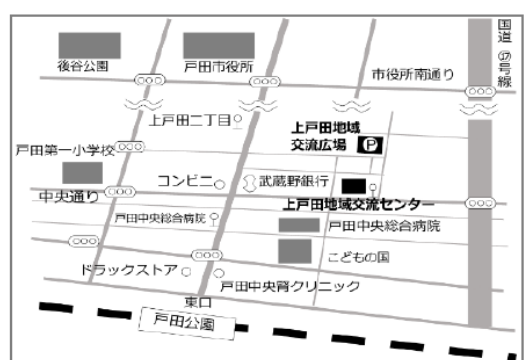 国道⑰号線
後谷公園
戸田市役所
市役所南通り
上戸田二丁目
上戸田地域
交流広場
P
戸田第一小学校
コンビニ
武蔵野銀行
中央通り
上戸田地域交流センター
戸田中央総合病院
戸田中央総合病院
こどもの国
ドラックストア
戸田中央腎クリニック
東口
戸田公園